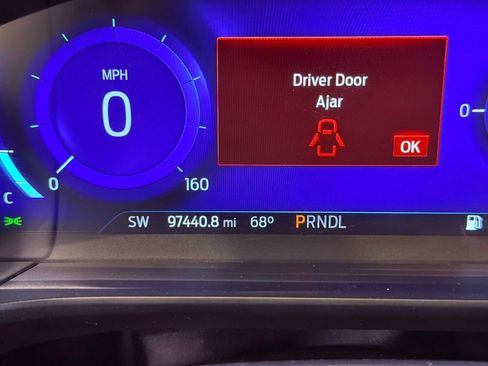 MPH
0
0
160
Driver Door
Ajar
OK
0
C
SW 97440.8 mi 68° PRNDL